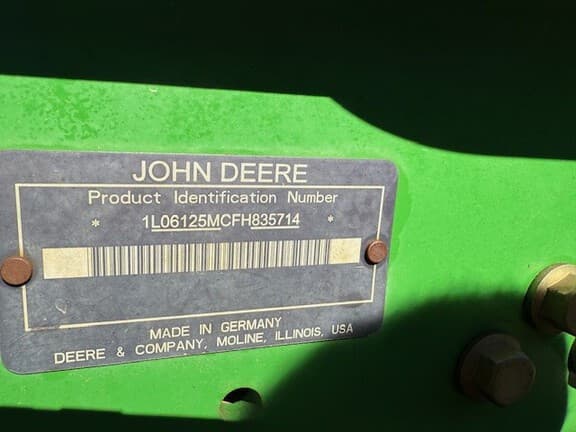 JOHN DEERE
Product Identification Number
* 1L06125MCFH835714 *
MADE IN GERMANY
DEERE & COMPANY, MOLINE, ILLINOIS, USA